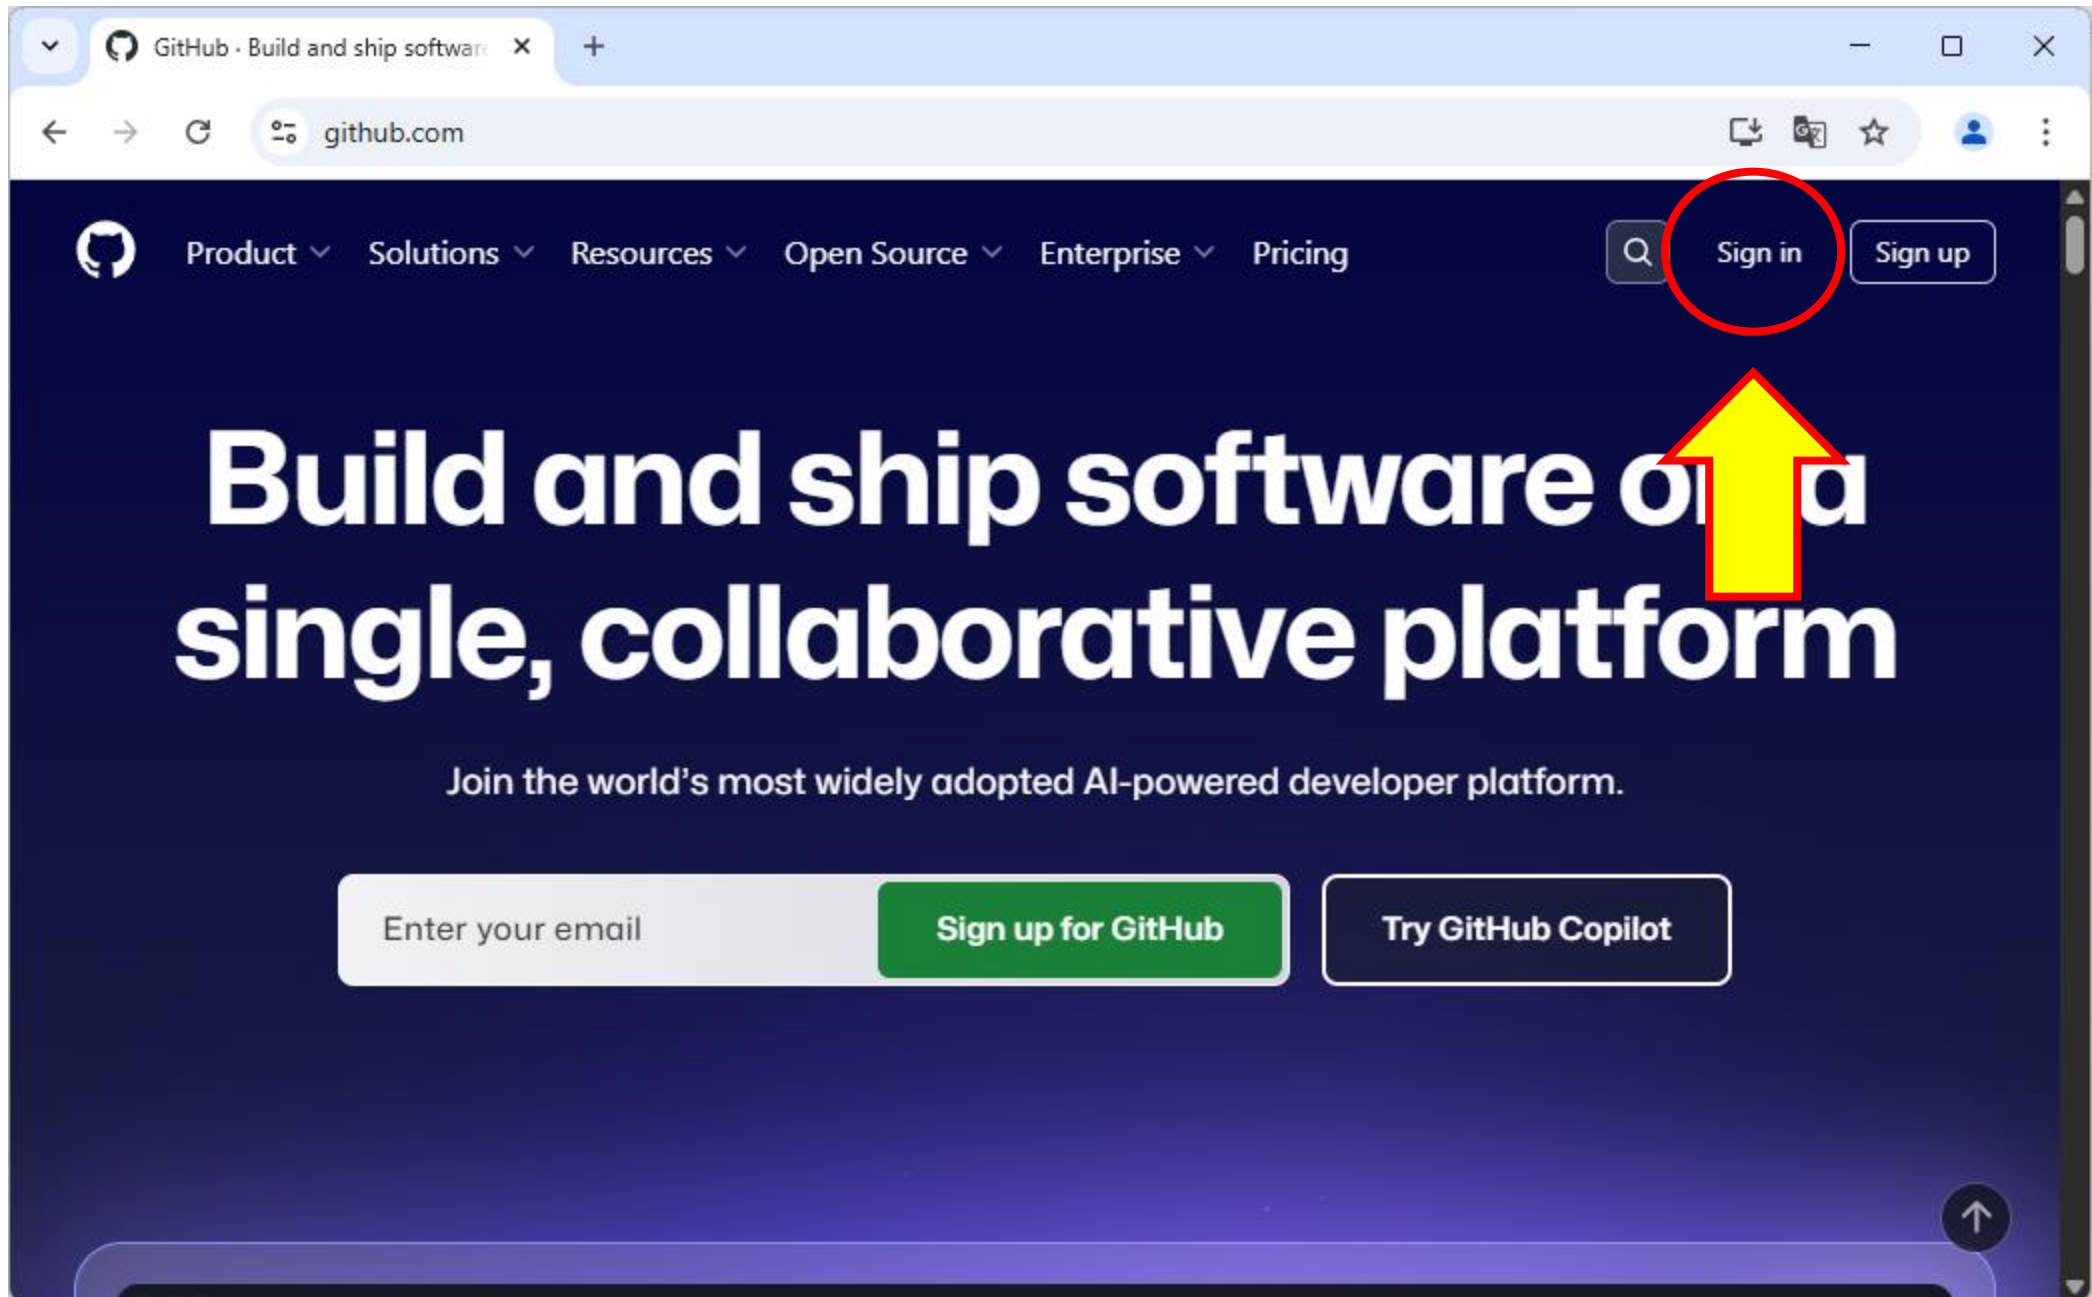 GitHub · Build and ship softwar
github.com
Product Solutions Resources Open Source Enterprise Pricing Sign in Sign up
Build and ship software on a
single, collaborative platform
Join the world's most widely adopted AI-powered developer platform.
Enter your email Sign up for GitHub Try GitHub Copilot